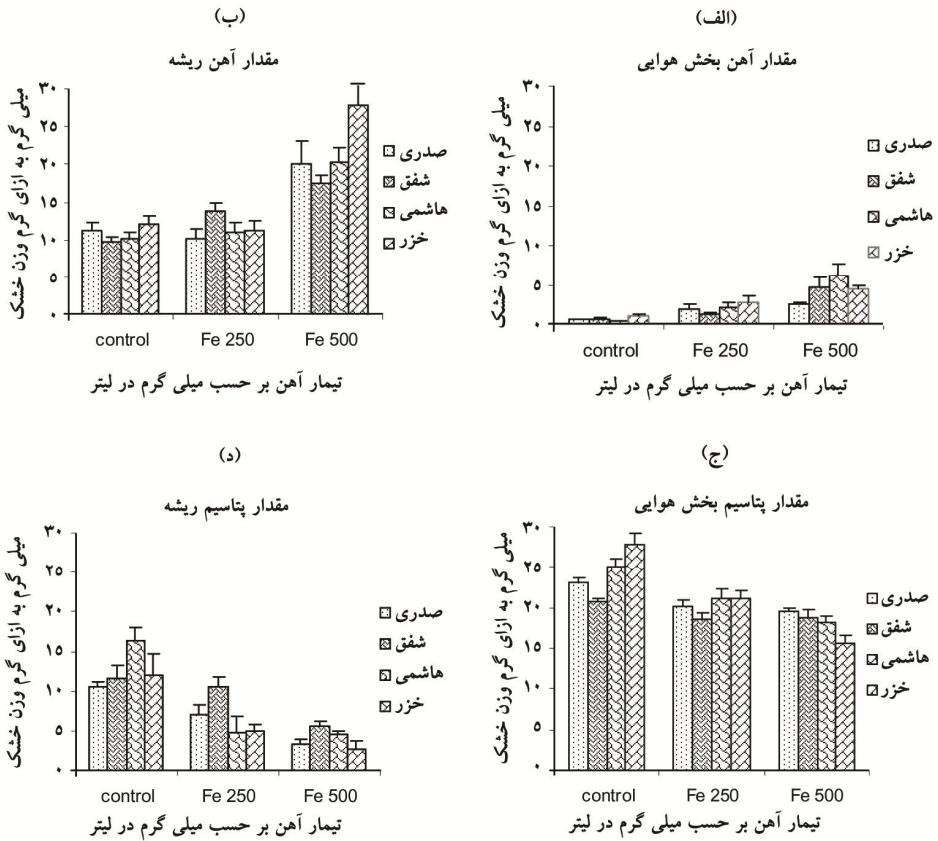 (الف)
مقدار آهن بخش هوایی
میلی گرم به ازای گرم وزن خشک
۳۰
۲۵
۲۰
۱۵
۱۰
۵
۰
control
Fe 250
Fe 500
صدری
شفق
هاشمی
خزر
تیمار آهن بر حسب میلی گرم در لیتر
(ب)
مقدار آهن ریشه
میلی گرم به ازای گرم وزن خشک
۳۰
۲۵
۲۰
۱۵
۱۰
۵
۰
control
Fe 250
Fe 500
صدری
شفق
هاشمی
خزر
تیمار آهن بر حسب میلی گرم در لیتر
(ج)
مقدار پتاسیم بخش هوایی
میلی گرم به ازای گرم وزن خشک
۳۰
۲۵
۲۰
۱۵
۱۰
۵
۰
control
Fe 250
Fe 500
صدری
شفق
هاشمی
خزر
تیمار آهن بر حسب میلی گرم در لیتر
(د)
مقدار پتاسیم ریشه
میلی گرم به ازای گرم وزن خشک
۳۰
۲۵
۲۰
۱۵
۱۰
۵
۰
control
Fe 250
Fe 500
صدری
شفق
هاشمی
خزر
تیمار آهن بر حسب میلی گرم در لیتر